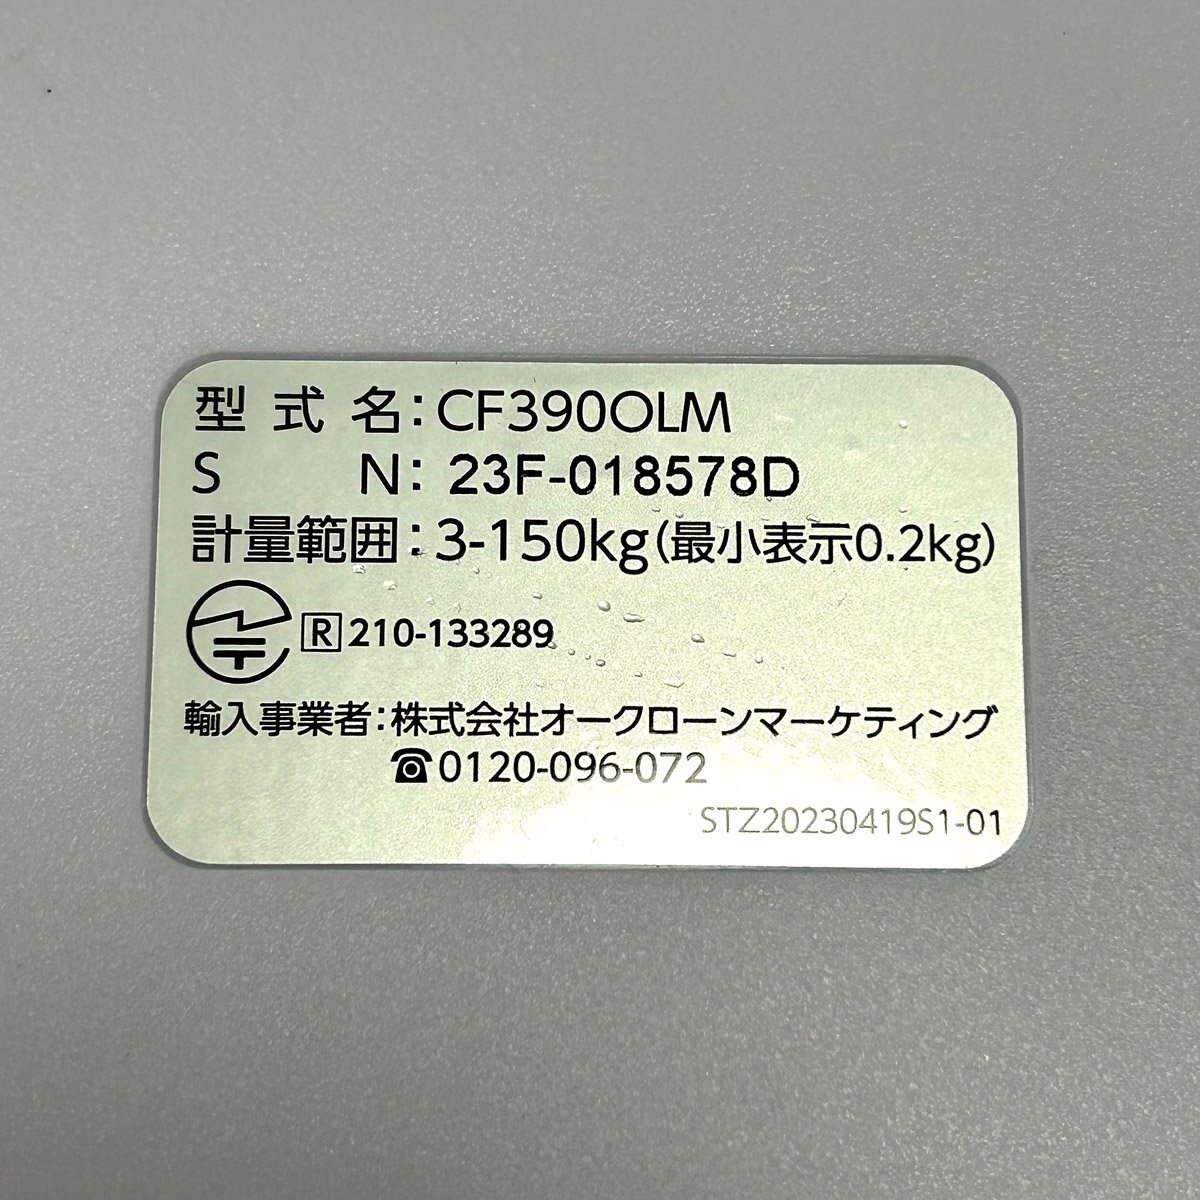 型式名:CF390OLM
S N: 23F-018578D
計量範囲:3-150kg(最小表示0.2kg)
R 210-133289
輸入事業者:株式会社オークローンマーケティング
☎0120-096-072
STZ20230419S1-01